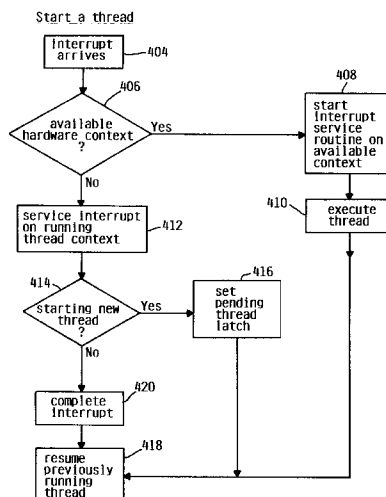 Start a thread
interrupt
arrives
404
406
available
hardware context
?
Yes
No
408
start
interrupt
service
routine on
available
context
410
execute
thread
service interrupt
on running
thread context
412
414
starting new
thread
?
Yes
No
416
set
pending
thread
latch
420
complete
interrupt
418
resume
previously
running
thread